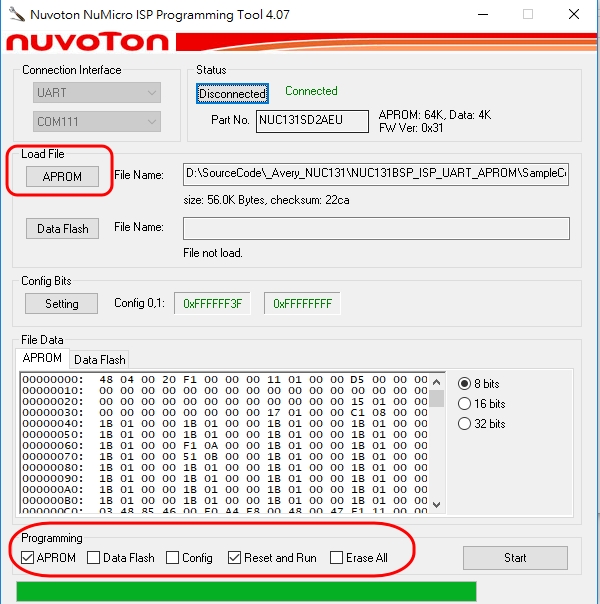 Nuvoton NuMicro ISP Programming Tool 4.07
nuvoTon
Connection Interface
UART
COM111
Status
Disconnected
Connected
Part No.
NUC131SD2AEU
APROM: 64K, Data: 4K
FW Ver: 0x31
Load File
APROM
File Name:
D:\SourceCode\_Avery_NUC131\NUC131BSP_ISP_UART_APROM\SampleCo
size: 56.0K Bytes, checksum: 22ca
Data Flash
File Name:
File not load.
Config Bits
Setting
Config 0,1:
0xFFFFFF3F
0xFFFFFFFF
File Data
APROM
Data Flash
00000000: 48 04 00 20 F1 00 00 00 11 01 00 00 D5 00 00 00
00000010: 00 00 00 00 00 00 00 00 00 00 00 00 00 00 00 00
00000020: 00 00 00 00 00 00 00 00 00 00 00 00 15 01 00 00
00000030: 00 00 00 00 00 00 00 00 17 01 00 00 C1 08 00 00
00000040: 1B 01 00 00 1B 01 00 00 1B 01 00 00 1B 01 00 00
00000050: 1B 01 00 00 1B 01 00 00 1B 01 00 00 1B 01 00 00
00000060: 1B 01 00 00 F1 0A 00 00 1B 01 00 00 1B 01 00 00
00000070: 1B 01 00 00 51 0B 00 00 1B 01 00 00 1B 01 00 00
00000080: 1B 01 00 00 1B 01 00 00 1B 01 00 00 1B 01 00 00
00000090: 1B 01 00 00 1B 01 00 00 1B 01 00 00 1B 01 00 00
000000A0: 1B 01 00 00 1B 01 00 00 1B 01 00 00 1B 01 00 00
000000B0: 1B 01 00 00 1B 01 00 00 1B 01 00 00 1B 01 00 00
000000C0: 03 48 85 46 00 F0 A4 F8 00 48 00 47 F1 11 00 00
8 bits
16 bits
32 bits
Programming
APROM
Data Flash
Config
Reset and Run
Erase All
Start